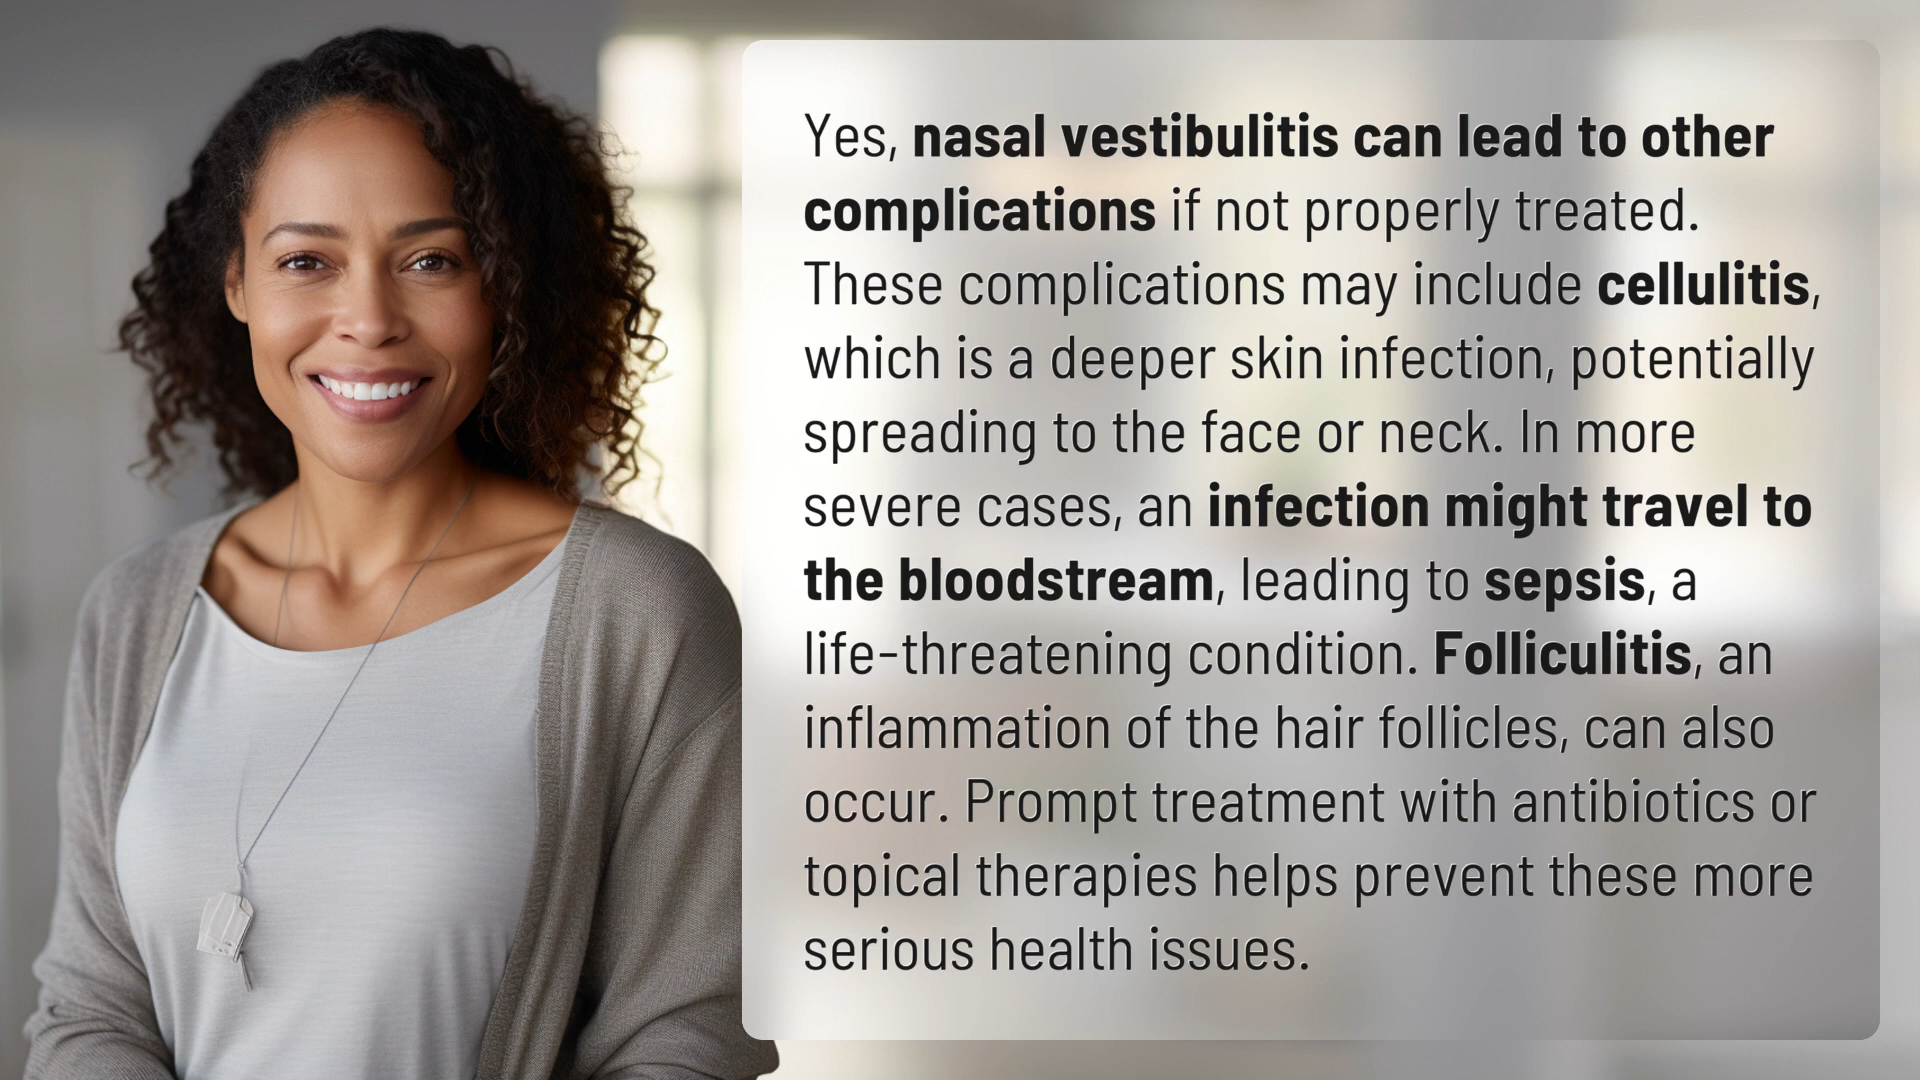 Yes, nasal vestibulitis can lead to other
complications if not properly treated.
These complications may include cellulitis,
which is a deeper skin infection, potentially
spreading to the face or neck. In more
severe cases, an infection might travel to
the bloodstream, leading to sepsis, a
life-threatening condition. Folliculitis, an
inflammation of the hair follicles, can also
occur. Prompt treatment with antibiotics or
topical therapies helps prevent these more
serious health issues.